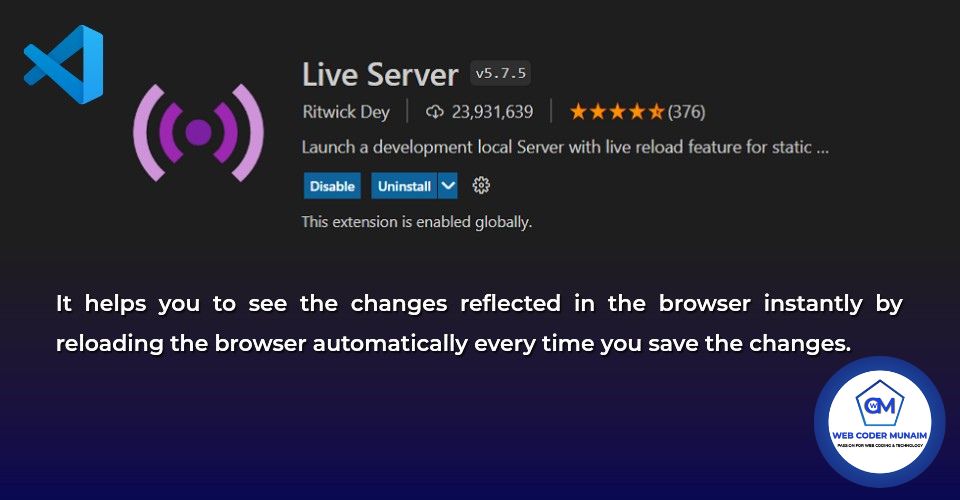 Live Server v5.7.5
Ritwick Dey 23,931,639 (376)
Launch a development local Server with live reload feature for static ...
Disable Uninstall
This extension is enabled globally.
It helps you to see the changes reflected in the browser instantly by
reloading the browser automatically every time you save the changes.
CWM
WEB CODER MUNAIM
PASSION FOR WEB CODING & TECHNOLOGY